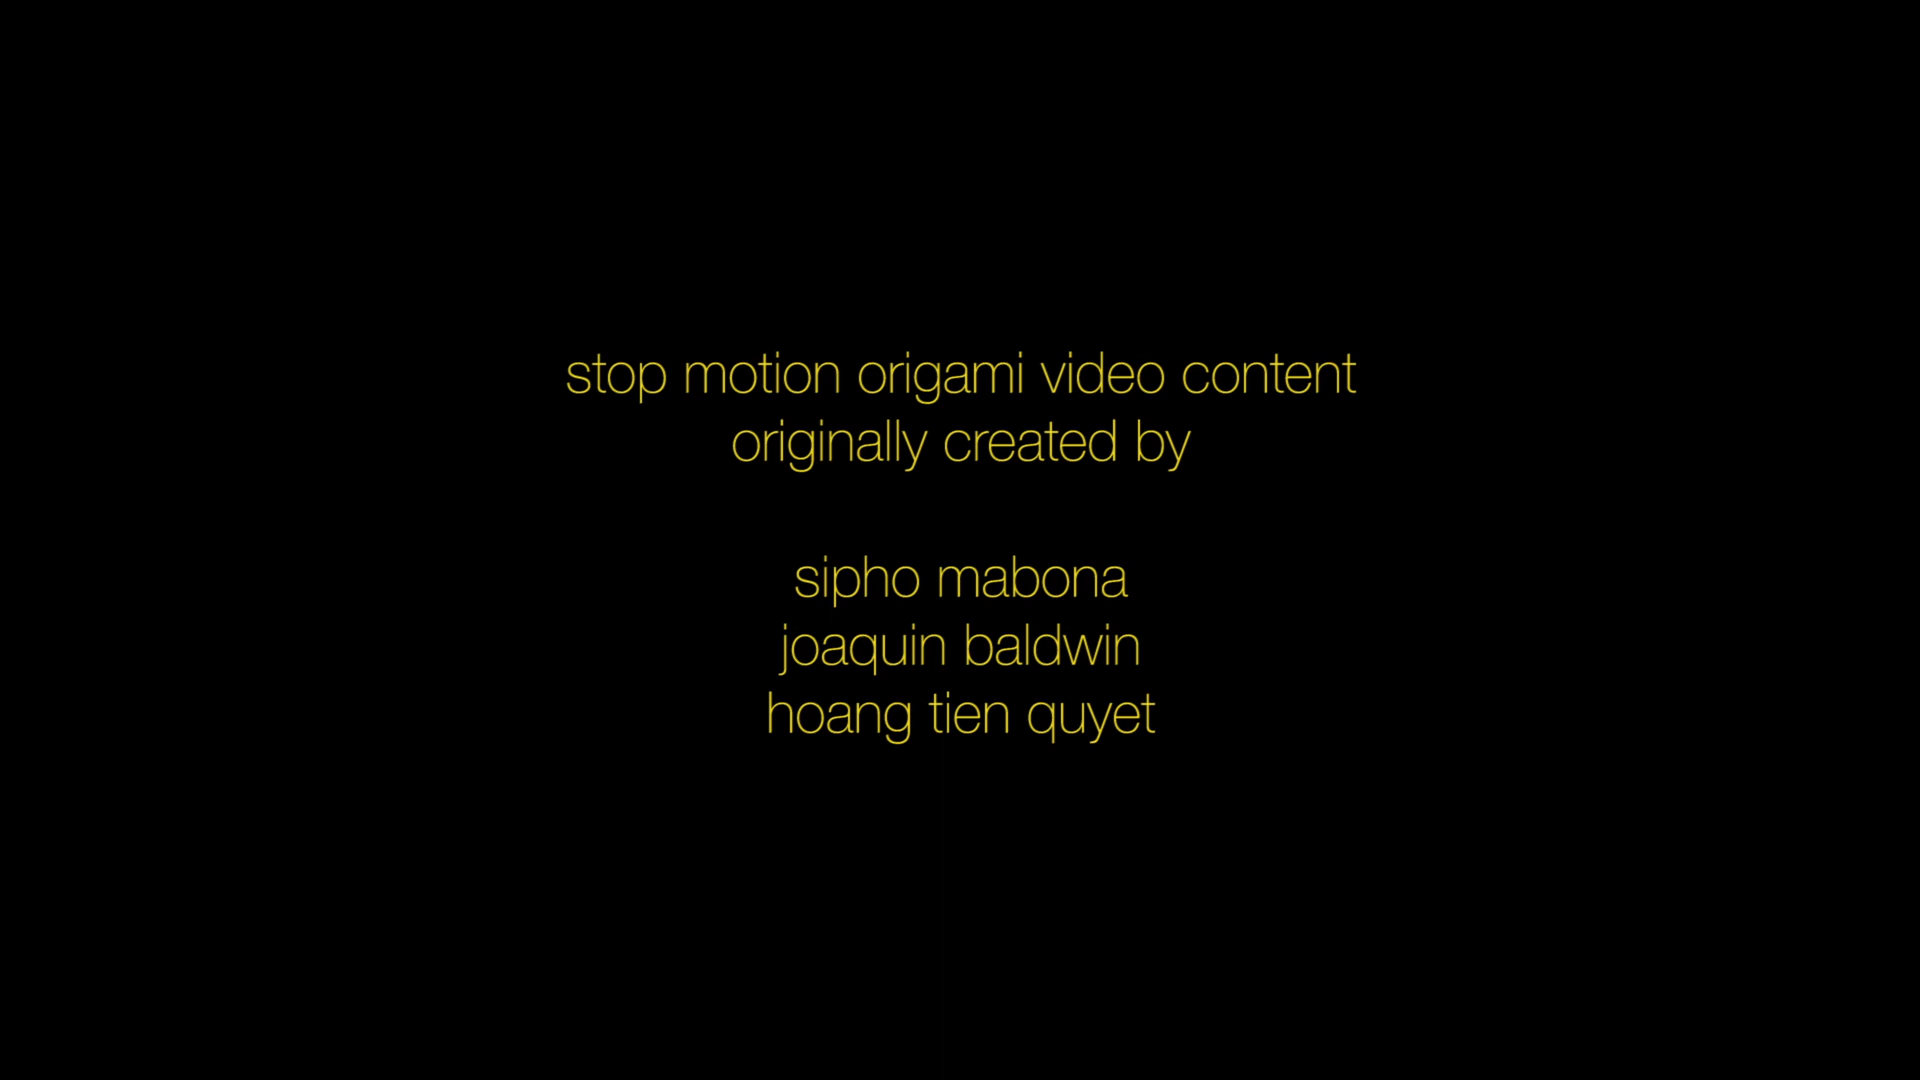 stop motion origami video content
originally created by
sipho mabona
joaquin baldwin
hoang tien quyet